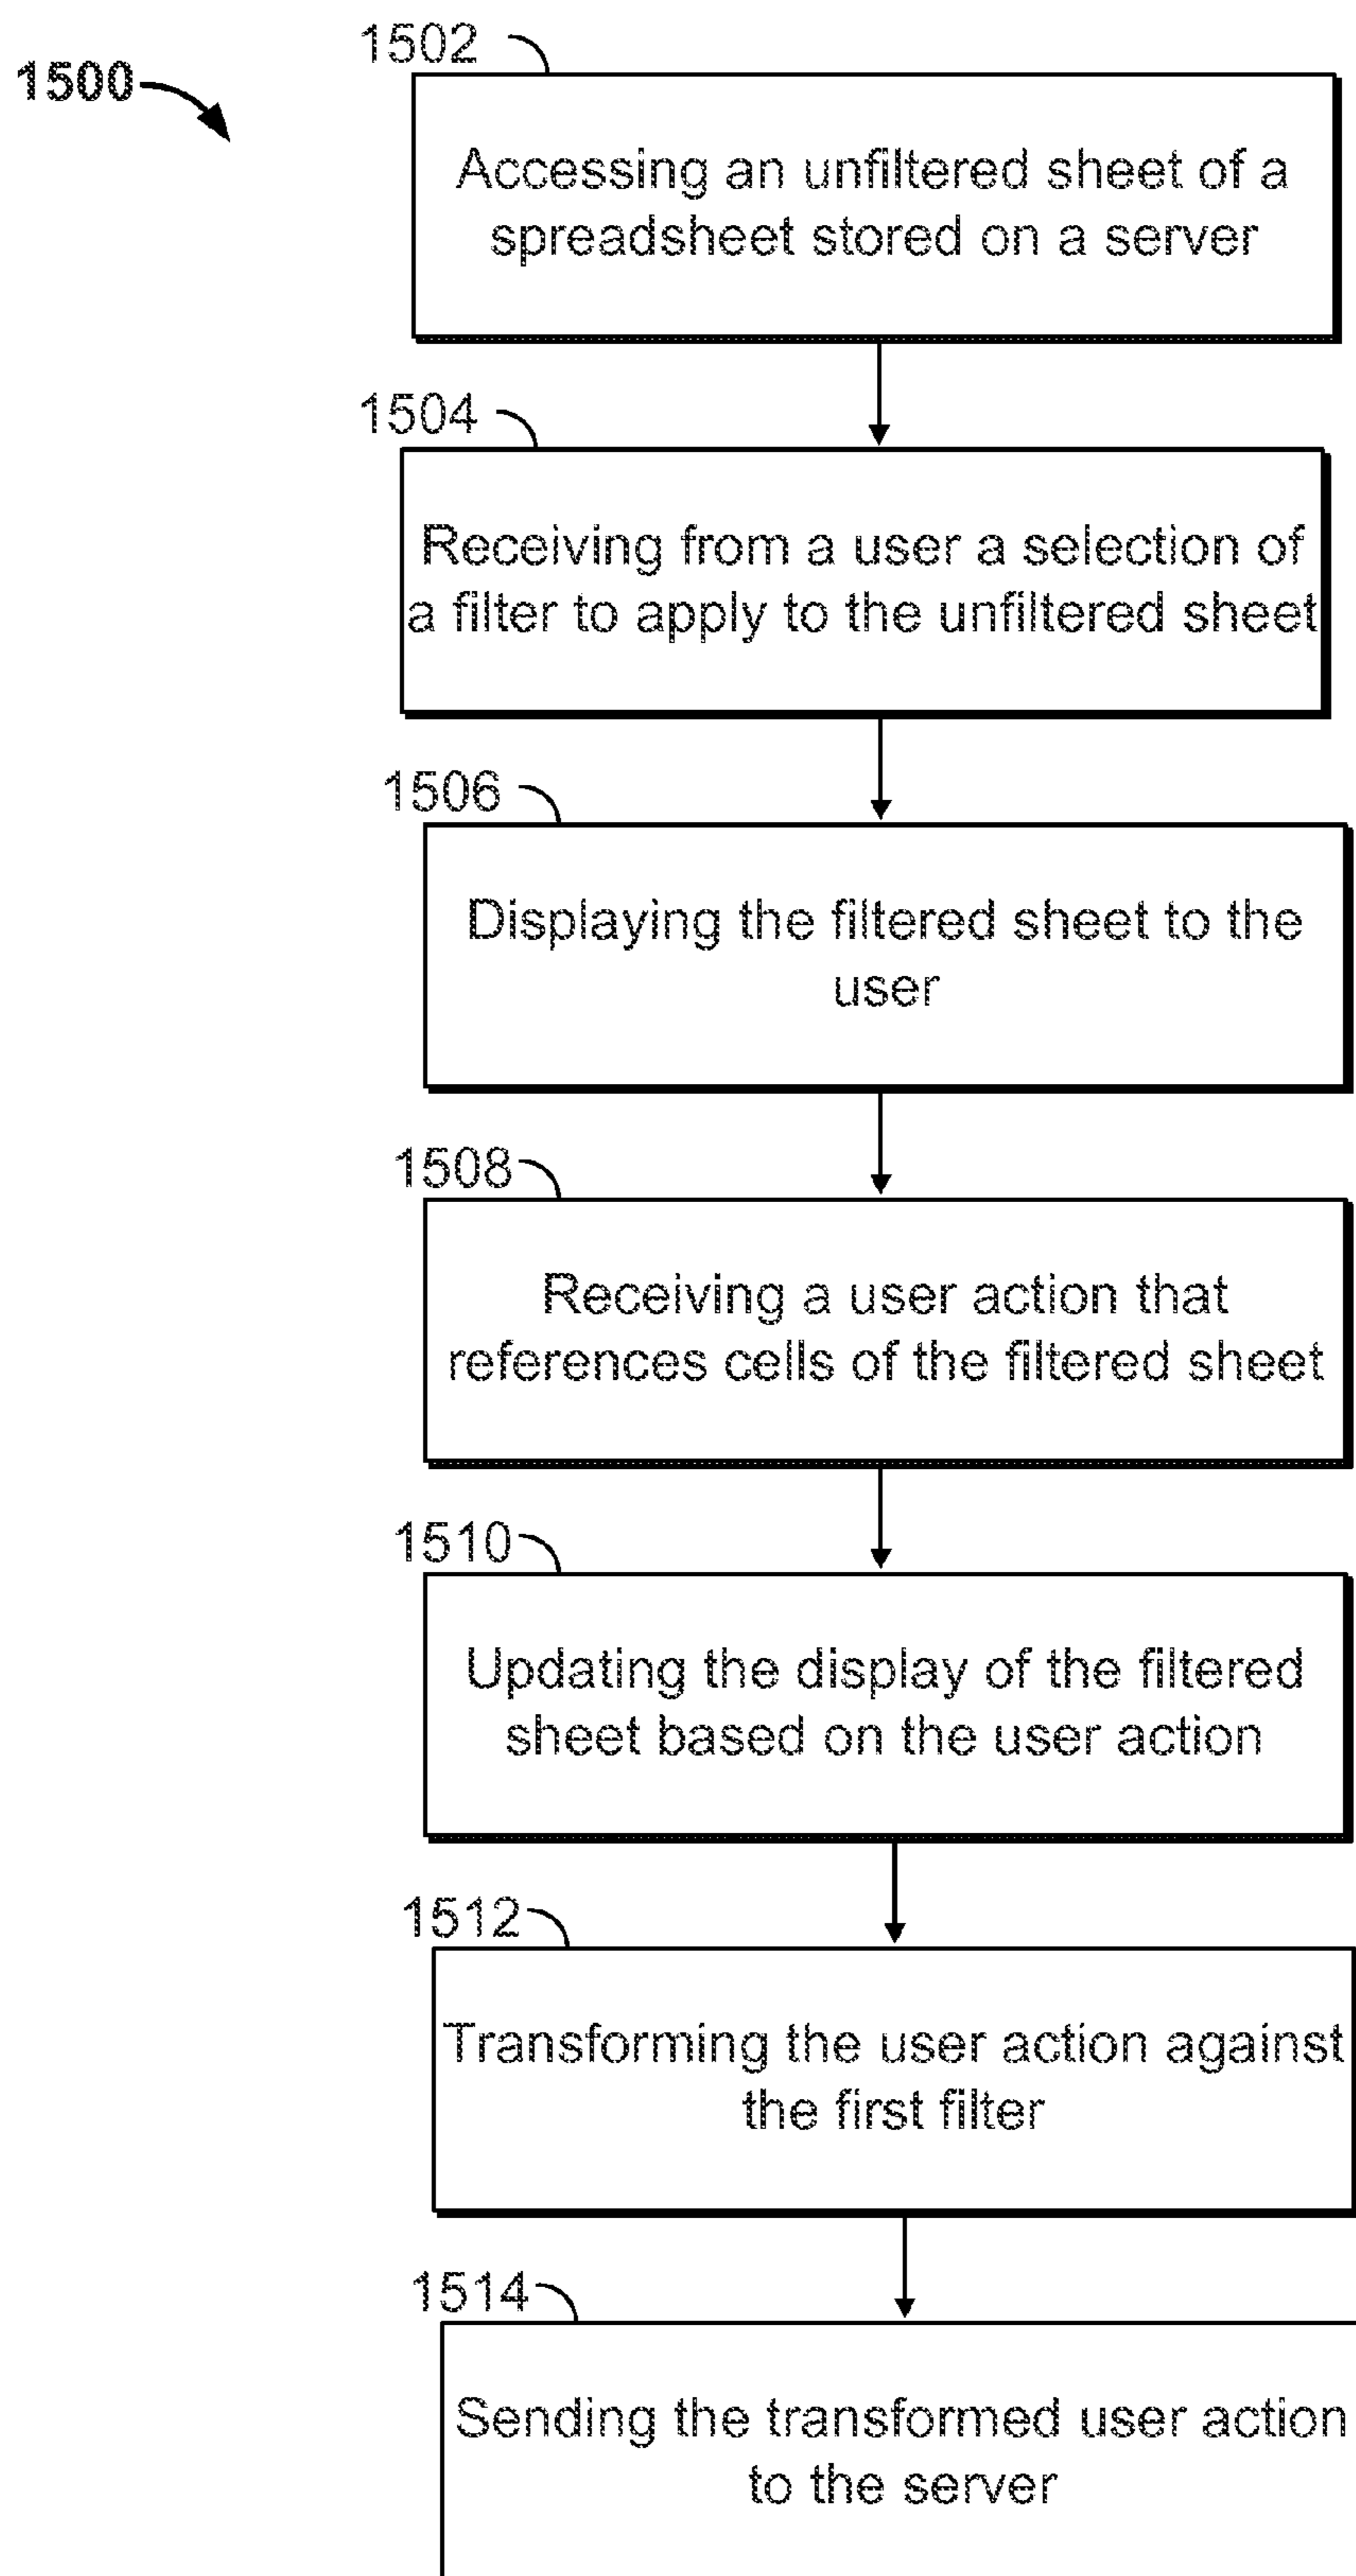 1500
1502
Accessing an unfiltered sheet of a
spreadsheet stored on a server
1504
Receiving from a user a selection of
a filter to apply to the unfiltered sheet
1506
Displaying the filtered sheet to the
user
1508
Receiving a user action that
references cells of the filtered sheet
1510
Updating the display of the filtered
sheet based on the user action
1512
Transforming the user action against
the first filter
1514
Sending the transformed user action
to the server